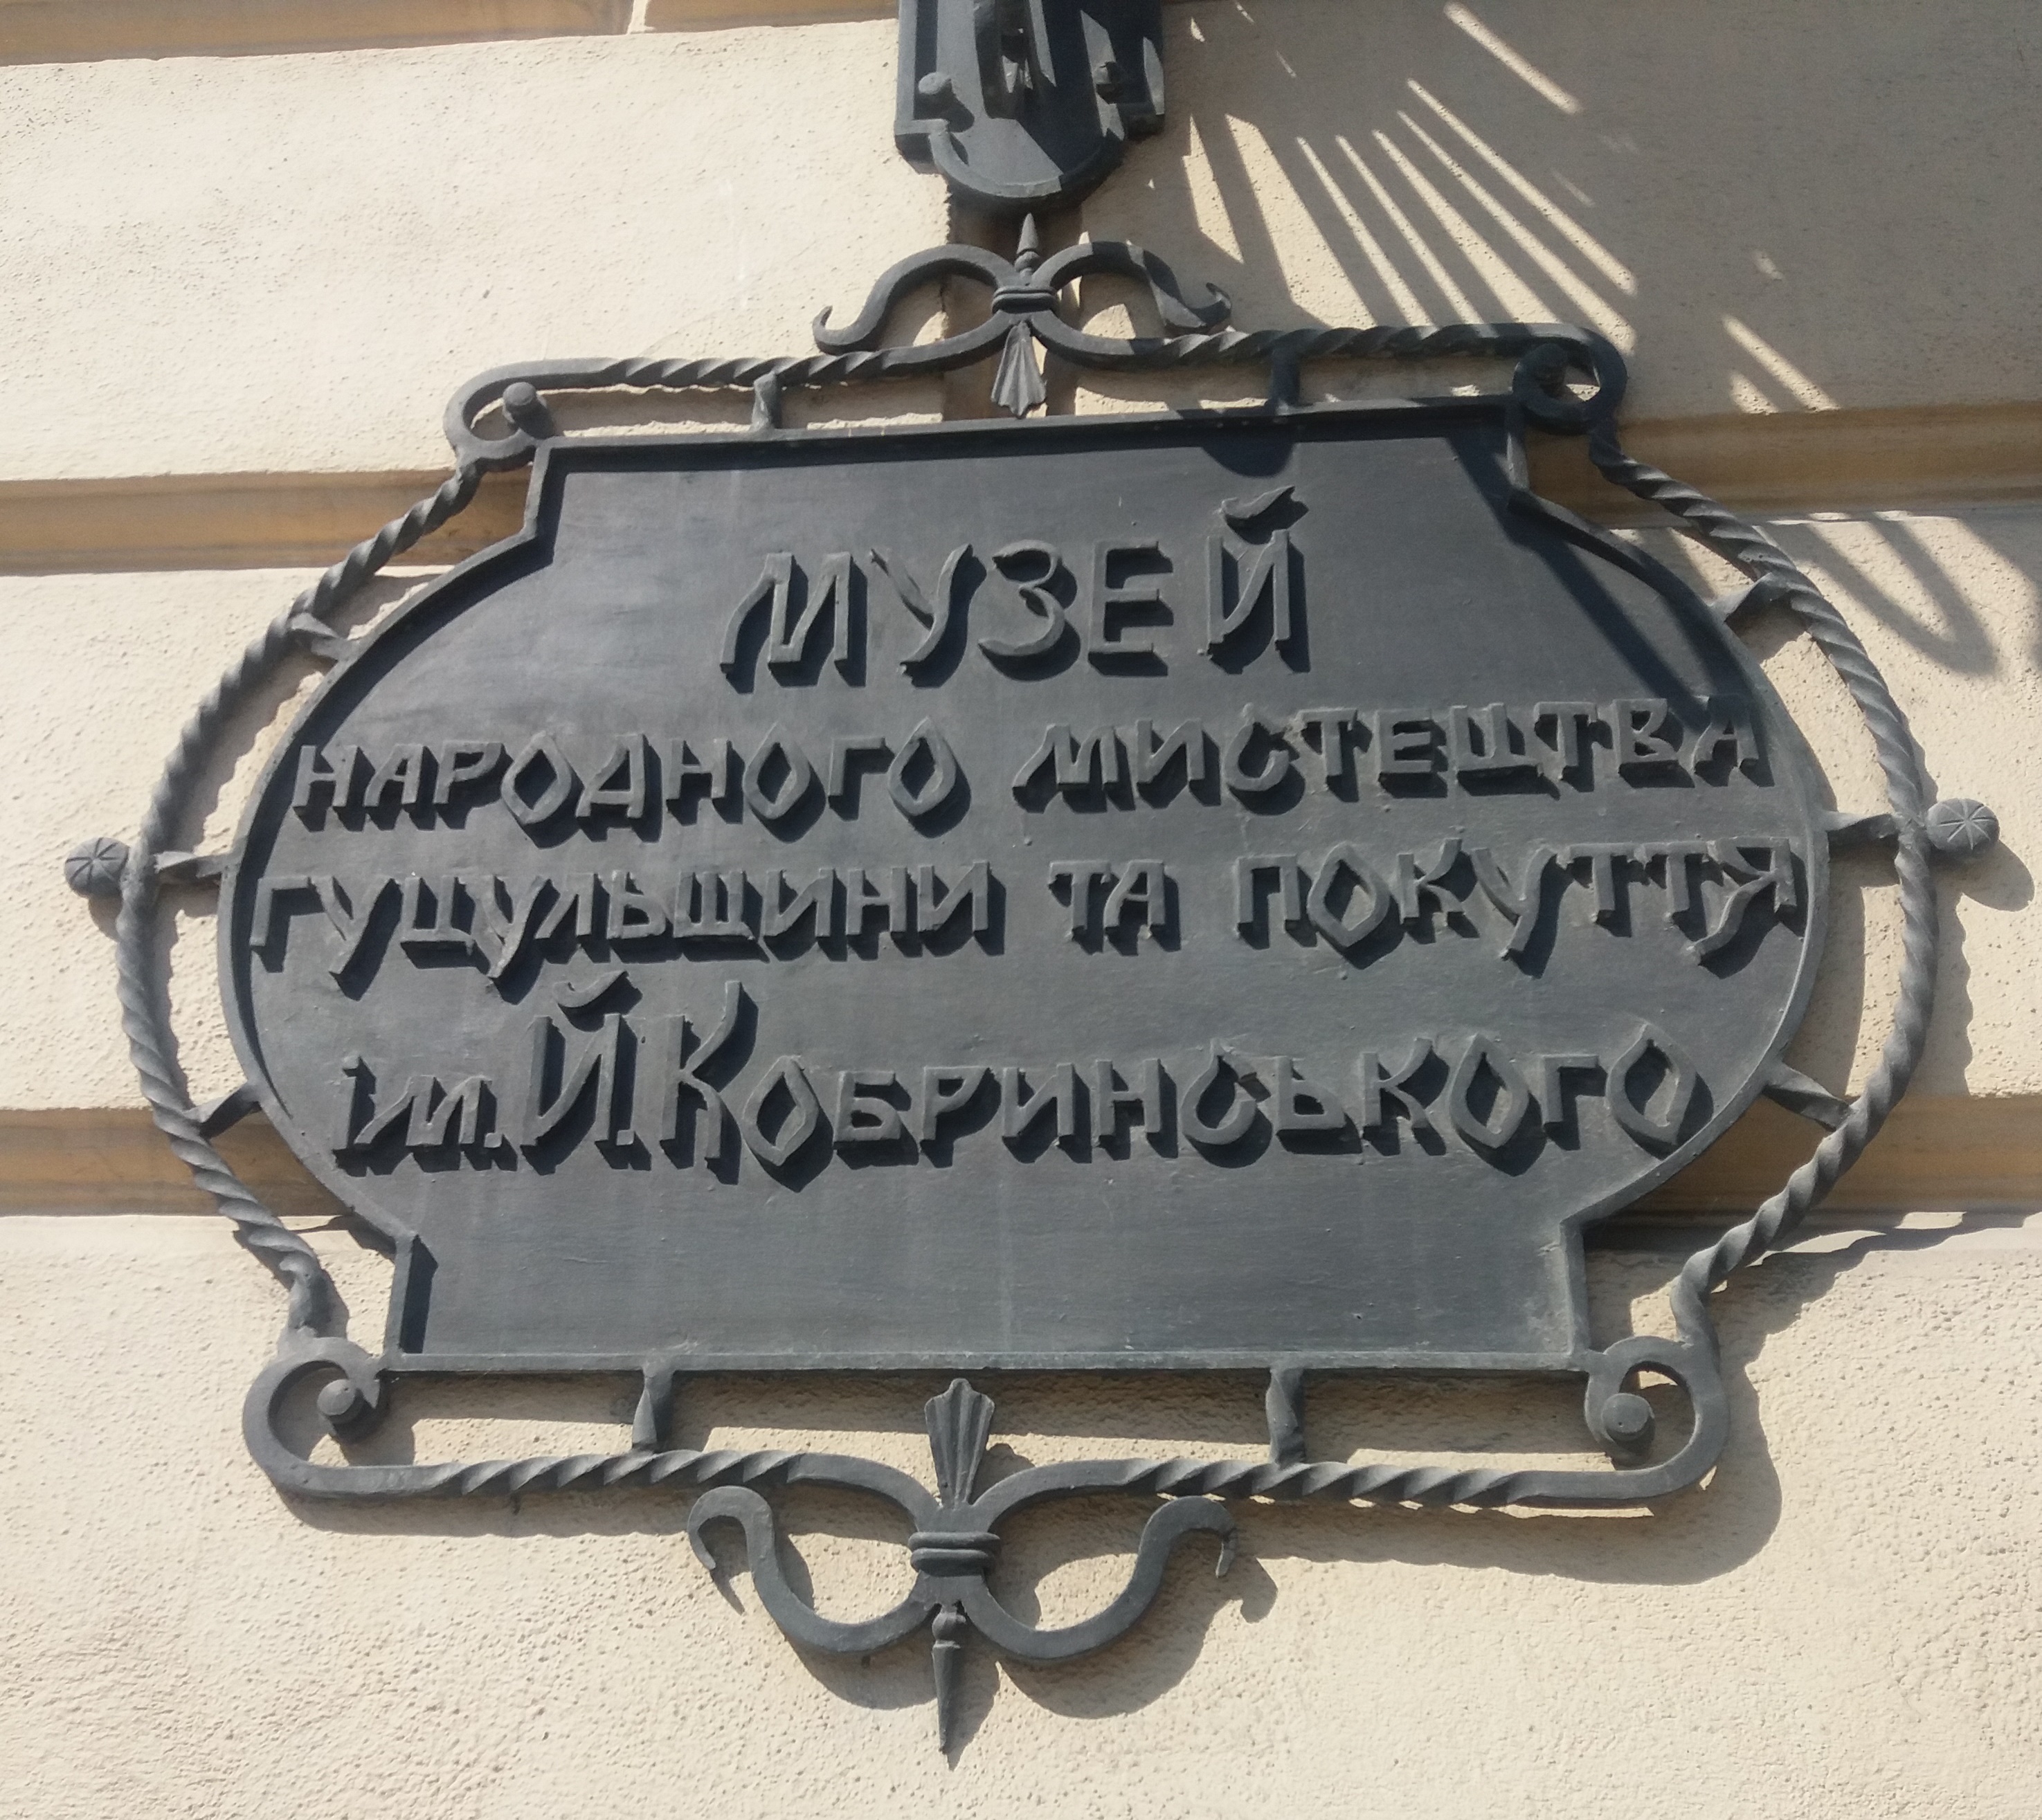 МУЗЕЙ
НАРОДНОГО МИСТЕЦТВА
ГУЦУЛЬЩИНИ ТА ПОКУТТЯ
ім. Й. КОБРИНСЬКОГО